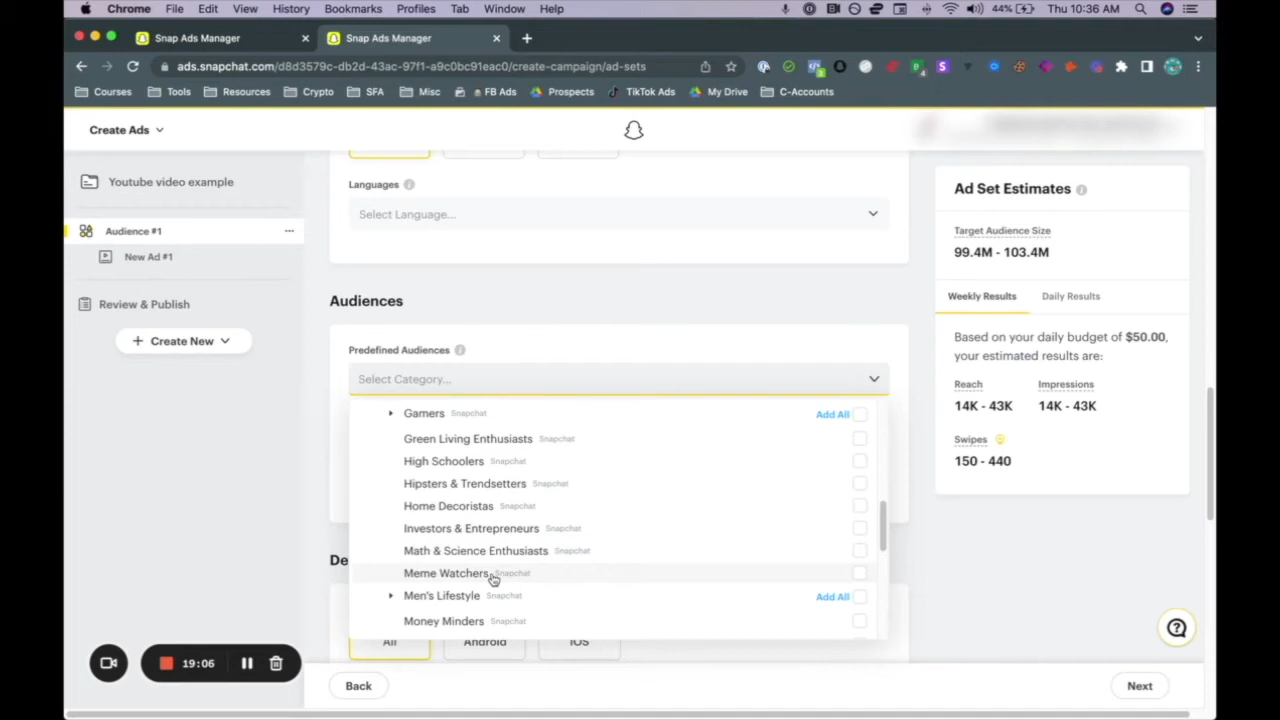 Chrome File Edit View History Bookmarks Profiles Tab Window Help 44% Thu 10:36 AM
Snap Ads Manager
Snap Ads Manager
ads.snapchat.com/d8d3579c-db2d-43ac-97f1-a9c0bc91eac0/create-campaign/ad-sets
Courses Tools Resources Crypto SFA Misc FB Ads Prospects TikTok Ads My Drive C-Accounts
Create Ads
Youtube video example
Audience #1
New Ad #1
Review & Publish
+ Create New
Languages
Select Language...
Audiences
Predefined Audiences
Select Category...
Gamers Snapchat Add All
Green Living Enthusiasts Snapchat
High Schoolers Snapchat
Hipsters & Trendsetters Snapchat
Home Decoristas Snapchat
Investors & Entrepreneurs Snapchat
Math & Science Enthusiasts Snapchat
Meme Watchers Snapchat
Men's Lifestyle Snapchat Add All
Money Minders Snapchat
De
All Android iOS
Ad Set Estimates
Target Audience Size
99.4M - 103.4M
Weekly Results Daily Results
Based on your daily budget of $50.00,
your estimated results are:
Reach Impressions
14K - 43K 14K - 43K
Swipes
150 - 440
19:06
Back
Next